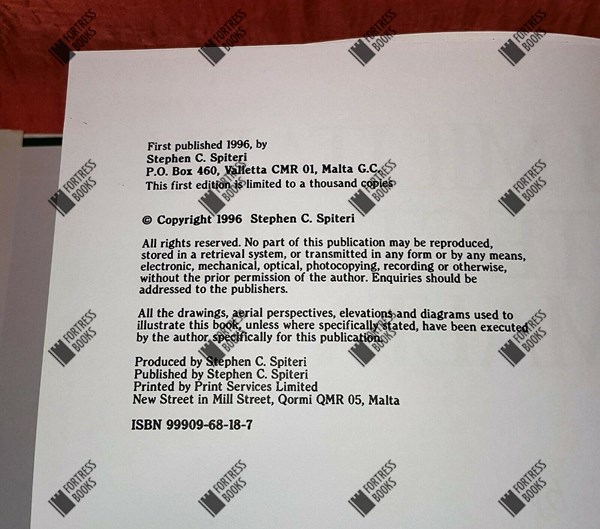 First published 1996, by
Stephen C. Spiteri
P.O. Box 460, Valletta CMR 01, Malta G.C.
This first edition is limited to a thousand copies
© Copyright 1996 Stephen C. Spiteri
All rights reserved. No part of this publication may be reproduced,
stored in a retrieval system, or transmitted in any form or by any means,
electronic, mechanical, optical, photocopying, recording or otherwise,
without the prior permission of the author. Enquiries should be
addressed to the publishers.
All the drawings, aerial perspectives, elevations and diagrams used to
illustrate this book, unless where specifically stated, have been executed
by the author specifically for this publication.
Produced by Stephen C. Spiteri
Published by Stephen C. Spiteri
Printed by Print Services Limited
New Street in Mill Street, Qormi QMR 05, Malta
ISBN 99909-68-18-7
FORTRESS
BOOKS